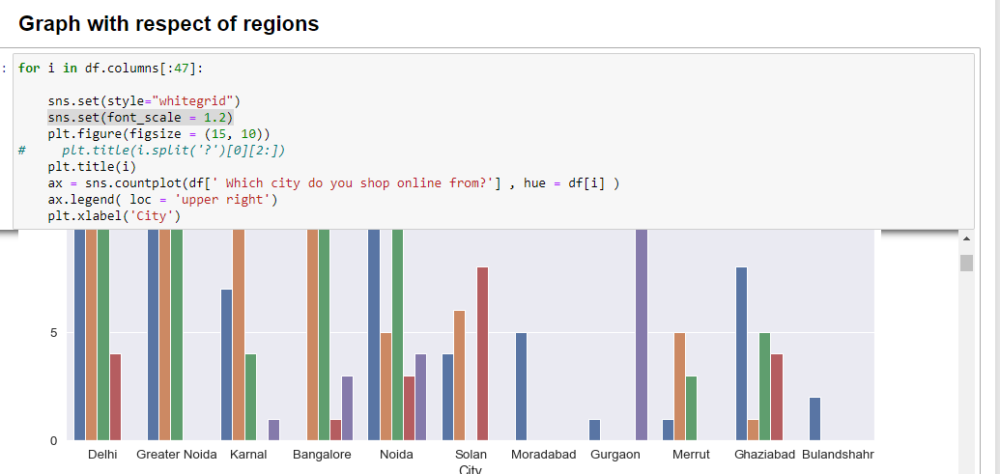 Graph with respect of regions
: for i in df.columns[:47]:
sns.set(style="whitegrid")
sns.set(font_scale = 1.2)
plt.figure(figsize = (15, 10))
#     plt.title(i.split('?')[0][2:])
plt.title(i)
ax = sns.countplot(df[' Which city do you shop online from?'] , hue = df[i] )
ax.legend( loc = 'upper right')
plt.xlabel('City')
5
0
Delhi Greater Noida Karnal Bangalore Noida Solan Moradabad Gurgaon Merrut Ghaziabad Bulandshahr
City